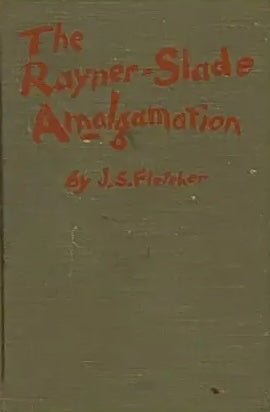 The
Rayner-Slade
Amalgamation
By J.S. Fletcher